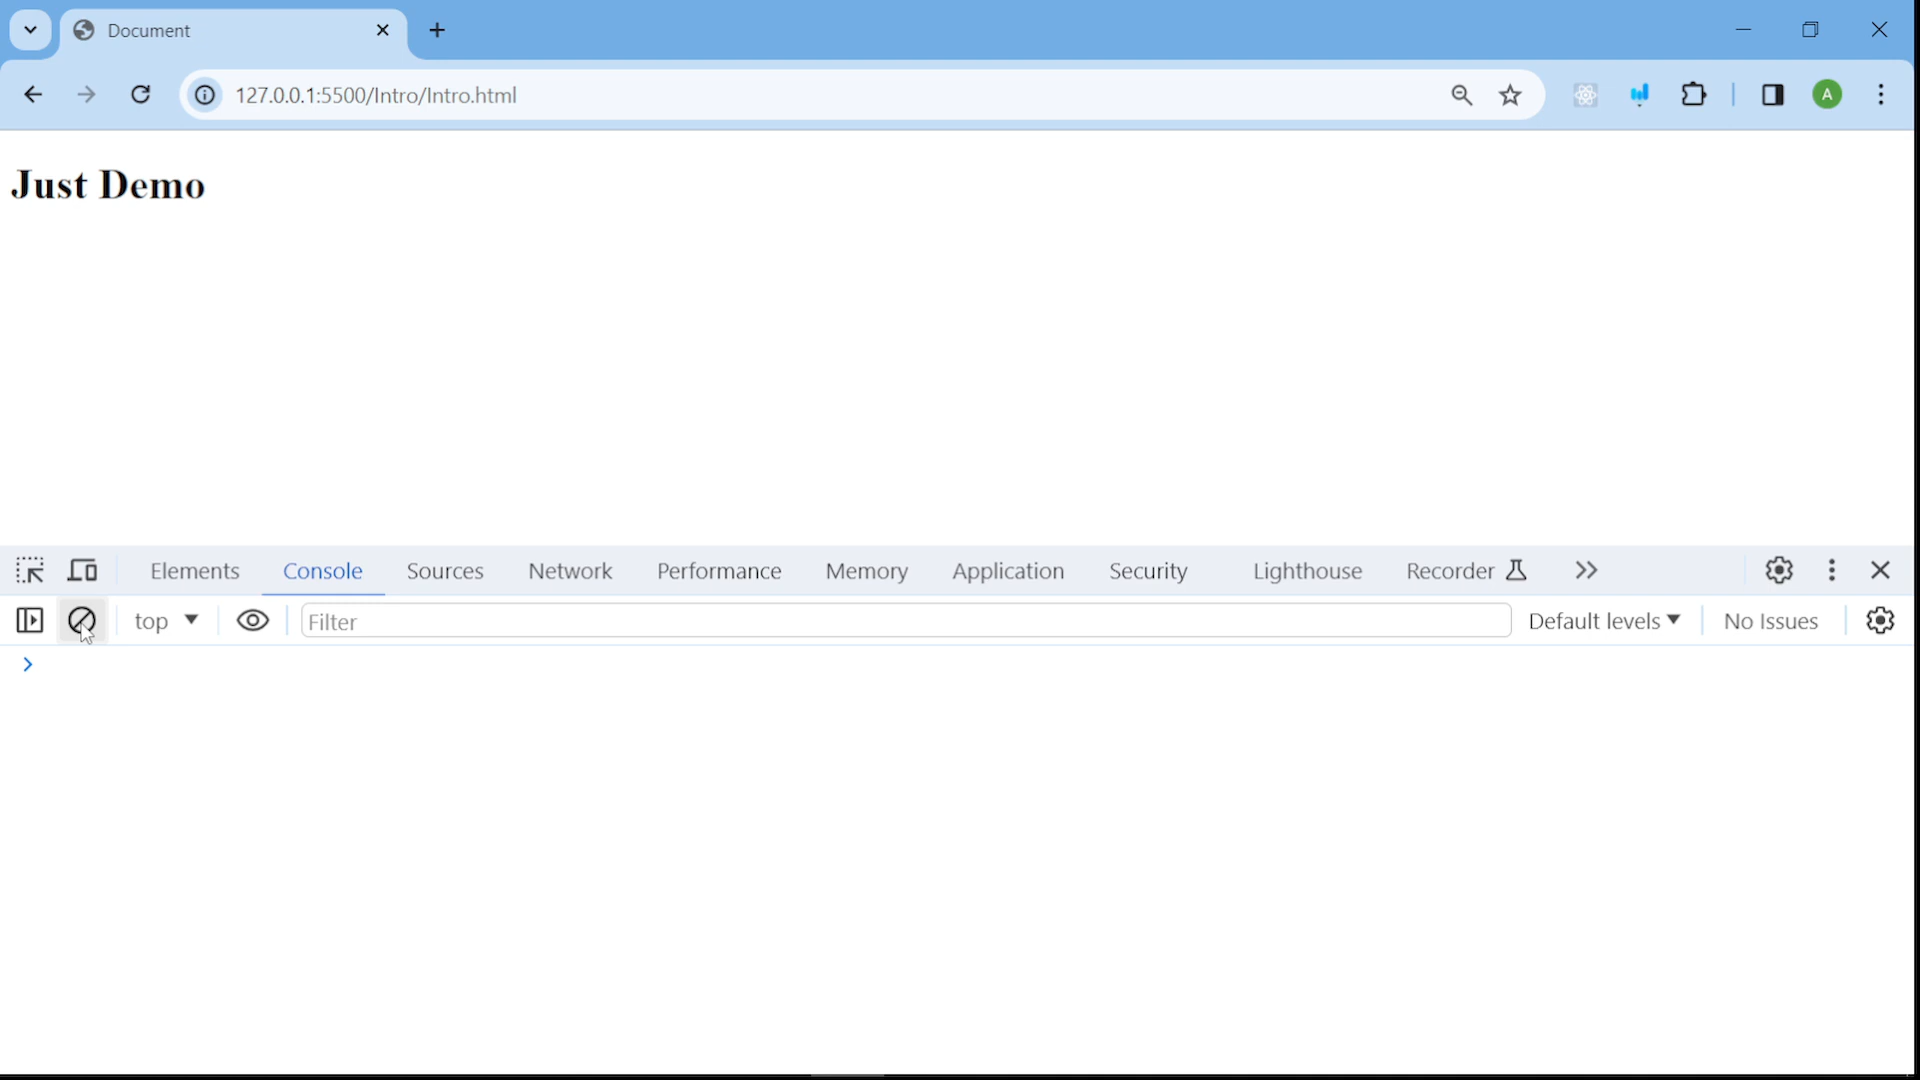 Document
127.0.0.1:5500/Intro/Intro.html
A
Just Demo
Elements Console Sources Network Performance Memory Application Security Lighthouse Recorder
top Filter Default levels No Issues